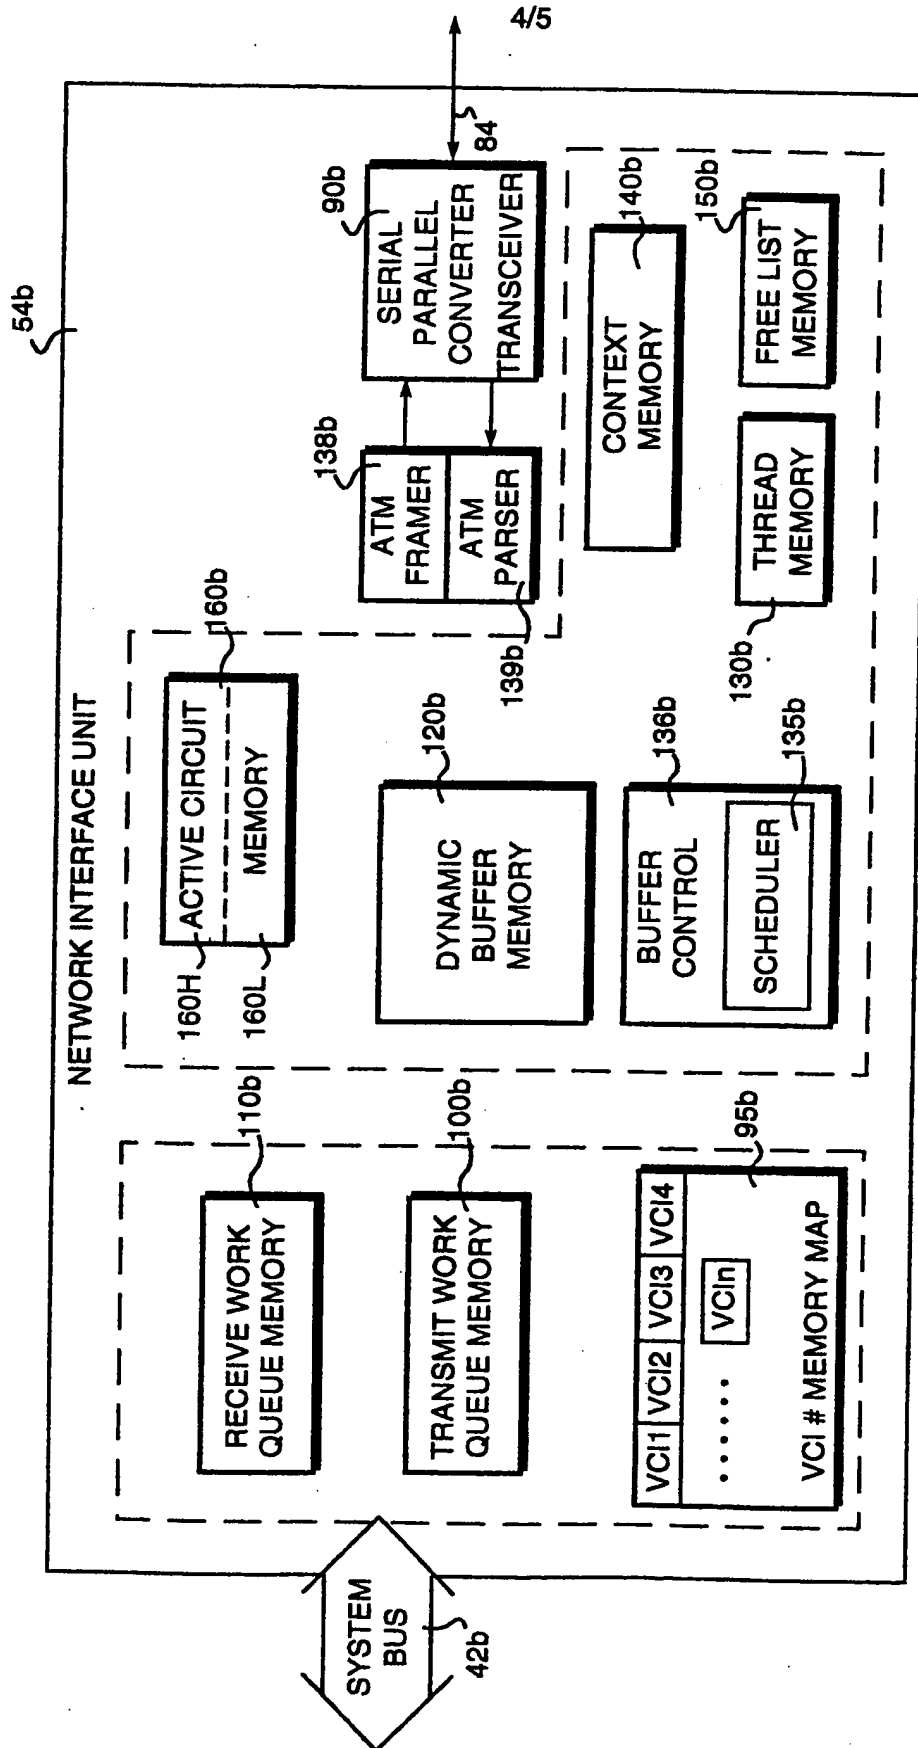 NETWORK INTERFACE UNIT
54b
4/5
84
SYSTEM
BUS
42b
RECEIVE WORK
QUEUE MEMORY
110b
TRANSMIT WORK
QUEUE MEMORY
100b
VCI1 VCI2 VCI3 VCI4
...... VCIn
VCI # MEMORY MAP
95b
160H
160L
ACTIVE CIRCUIT
MEMORY
160b
DYNAMIC
BUFFER
MEMORY
120b
BUFFER
CONTROL
136b
SCHEDULER
135b
ATM
FRAMER
138b
ATM
PARSER
139b
SERIAL
PARALLEL
CONVERTER
TRANSCEIVER
90b
CONTEXT
MEMORY
140b
THREAD
MEMORY
130b
FREE LIST
MEMORY
150b